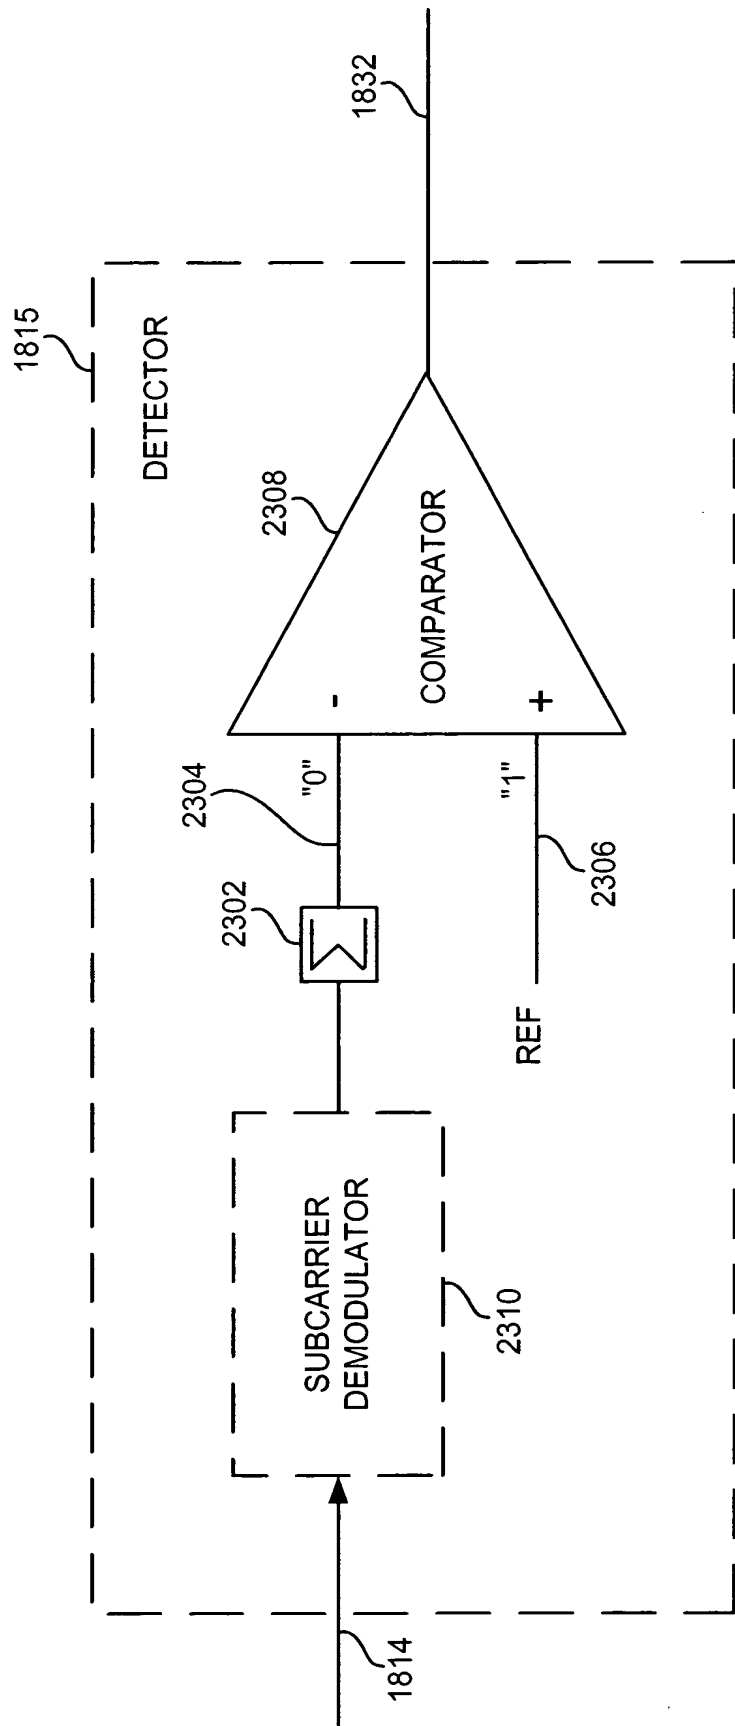 1815
DETECTOR
1832
2308
2304
2302
"0"
-
COMPARATOR
+
"1"
2306
REF
Σ
SUBCARRIER
DEMODULATOR
2310
1814